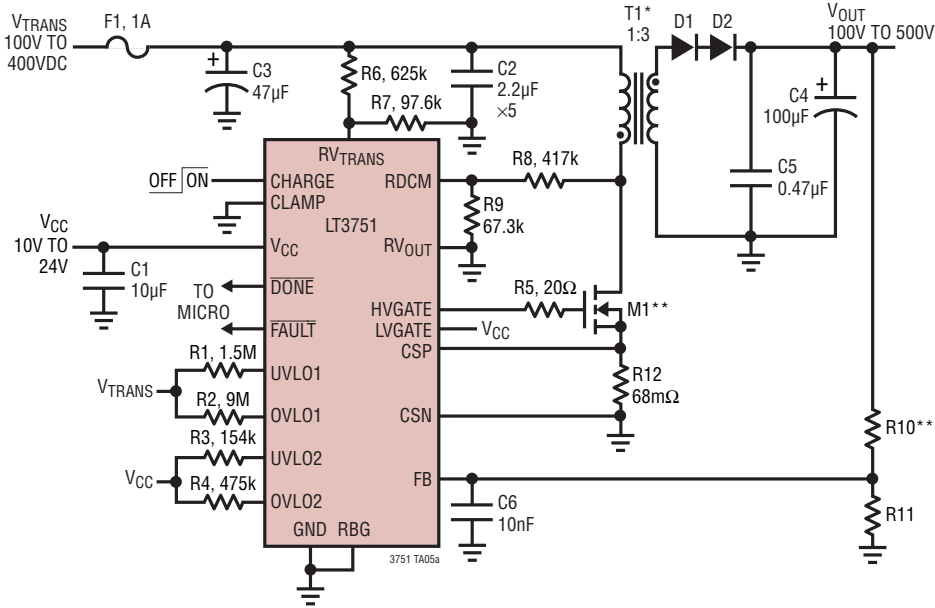 VTRANS
100V TO
400VDC
F1, 1A
C3
47µF
R6, 625k
R7, 97.6k
C2
2.2µF
×5
T1*
1:3
D1
D2
VOUT
100V TO 500V
C4
100µF
C5
0.47µF
OFF ON
VCC
10V TO
24V
C1
10µF
TO
MICRO
RVTRANS
CHARGE
CLAMP
LT3751
VCC
DONE
FAULT
UVLO1
OVLO1
UVLO2
OVLO2
GND RBG
RDCM
RVOUT
HVGATE
LVGATE
CSP
CSN
FB
R8, 417k
R9
67.3k
R5, 20Ω
M1**
VCC
R12
68mΩ
R10**
R11
C6
10nF
R1, 1.5M
VTRANS
R2, 9M
R3, 154k
VCC
R4, 475k
3751 TA05a